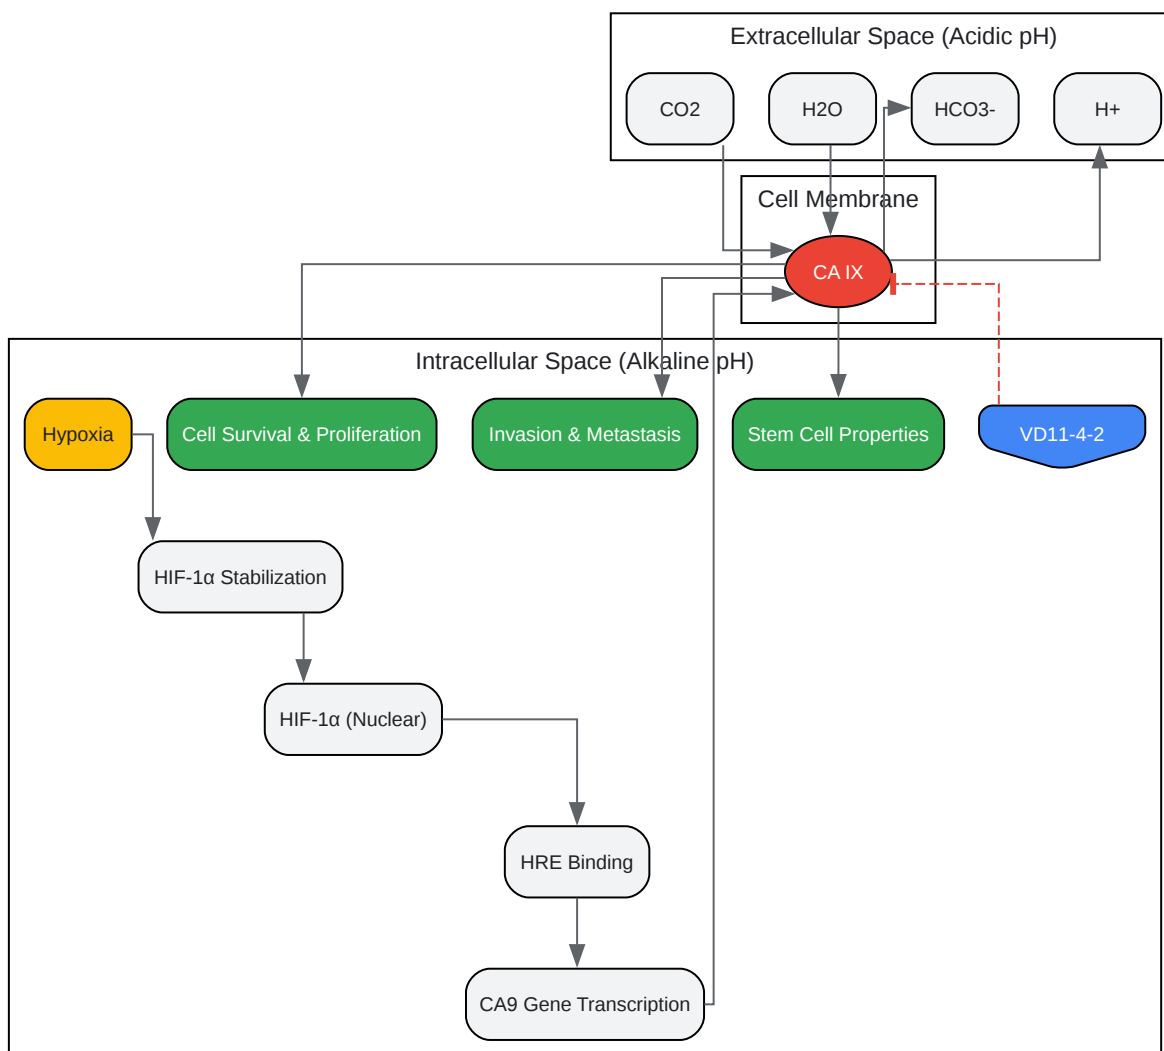 Extracellular Space (Acidic pH)
CO2
H2O
HCO3-
H+
Cell Membrane
CA IX
Intracellular Space (Alkaline pH)
Hypoxia
Cell Survival & Proliferation
Invasion & Metastasis
Stem Cell Properties
VD11-4-2
HIF-1α Stabilization
HIF-1α (Nuclear)
HRE Binding
CA9 Gene Transcription